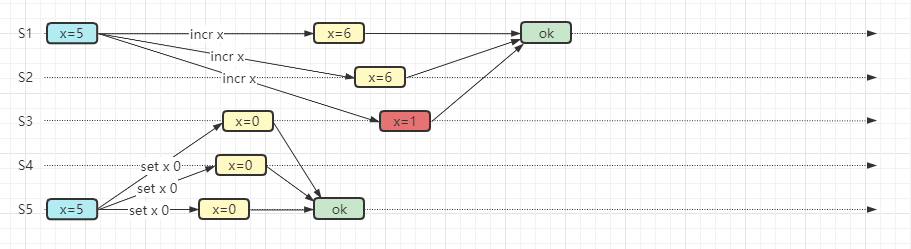 S1 x=5 incr x x=6 ok
incr x
S2 incr x x=6
S3 x=0 x=1
S4 set x 0 x=0
set x 0
S5 x=5 set x 0 x=0 ok